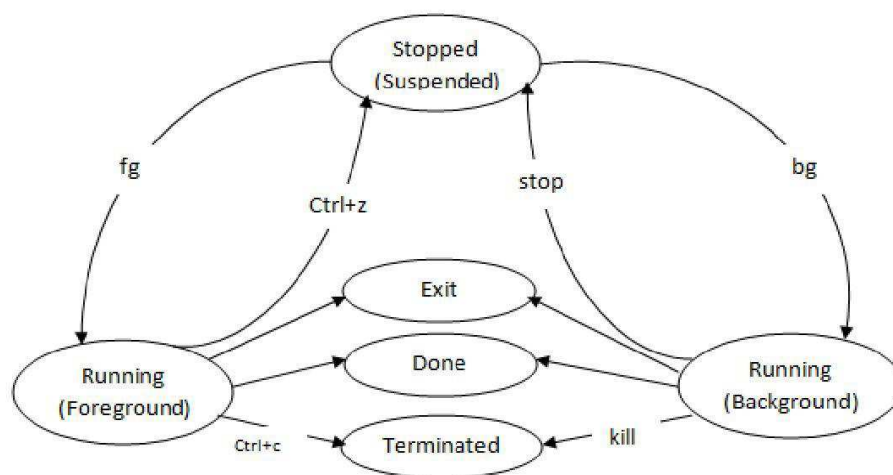 Stopped
(Suspended)
fg
Ctrl+z
stop
bg
Exit
Done
Running
(Foreground)
Running
(Background)
Ctrl+c
Terminated
kill